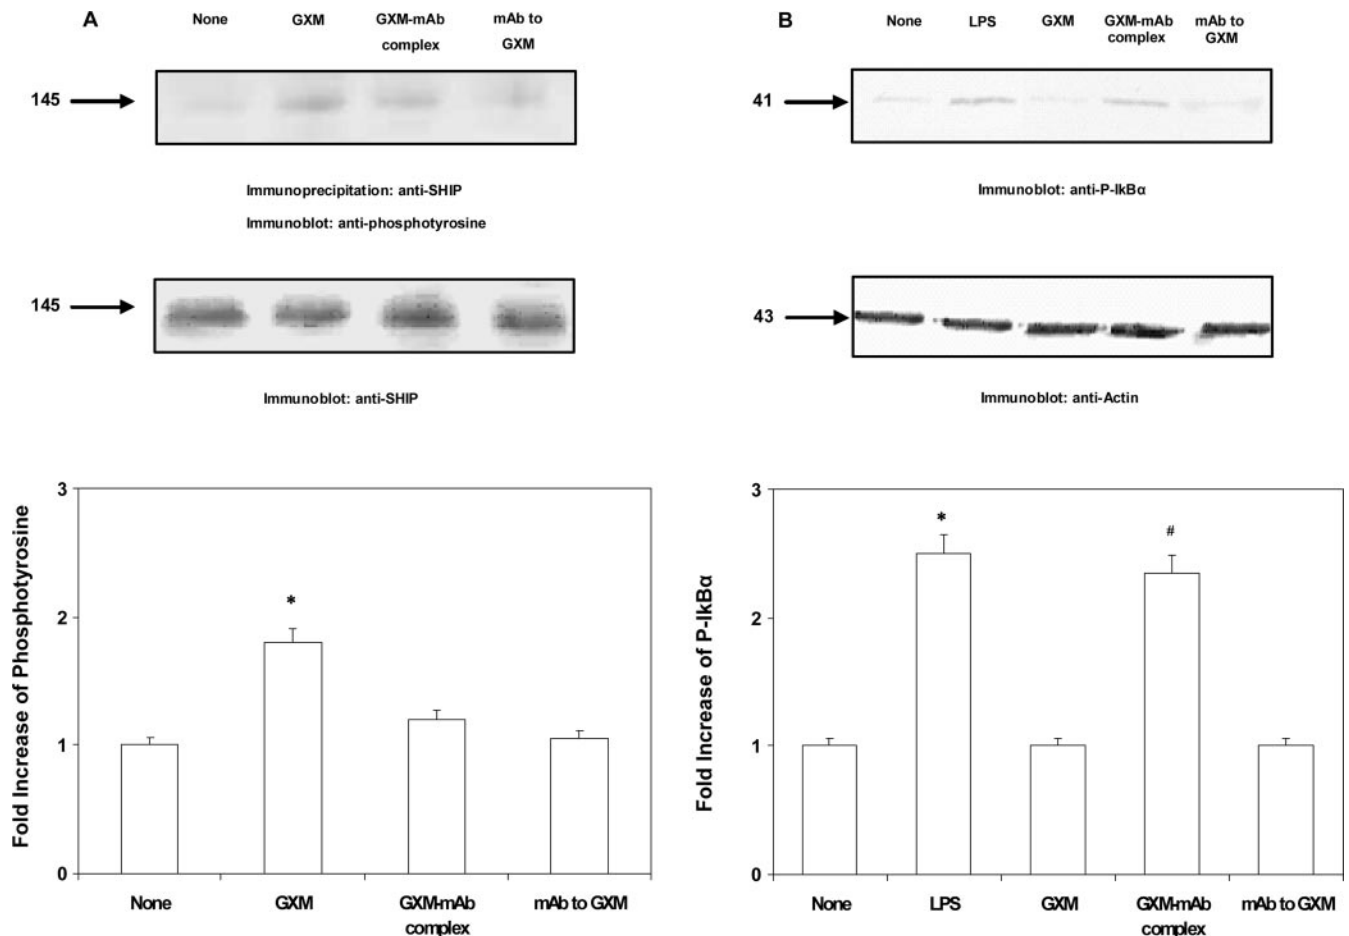 A
None GXM GXM-mAb mAb to
complex GXM
145
Immunoprecipitation: anti-SHIP
Immunoblot: anti-phosphotyrosine
145
Immunoblot: anti-SHIP
Fold Increase of Phosphotyrosine
3
2
1
0
*
None GXM GXM-mAb mAb to GXM
complex
B
None LPS GXM GXM-mAb mAb to
complex GXM
41
Immunoblot: anti-P-IkBα
43
Immunoblot: anti-Actin
Fold Increase of P-IkBα
3
2
1
0
* #
None LPS GXM GXM-mAb mAb to GXM
complex